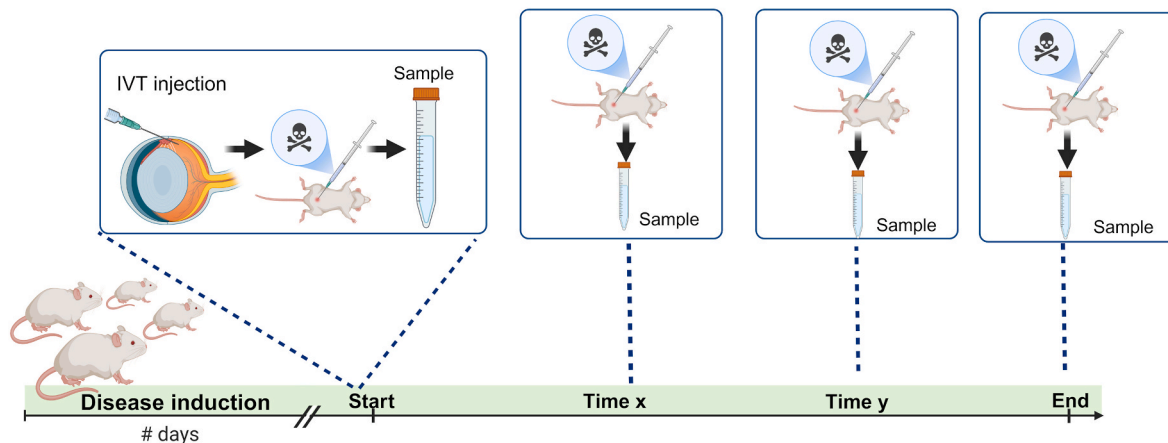 IVT injection
Sample
Sample
Sample
Sample
Disease induction
Start
Time x
Time y
End
# days